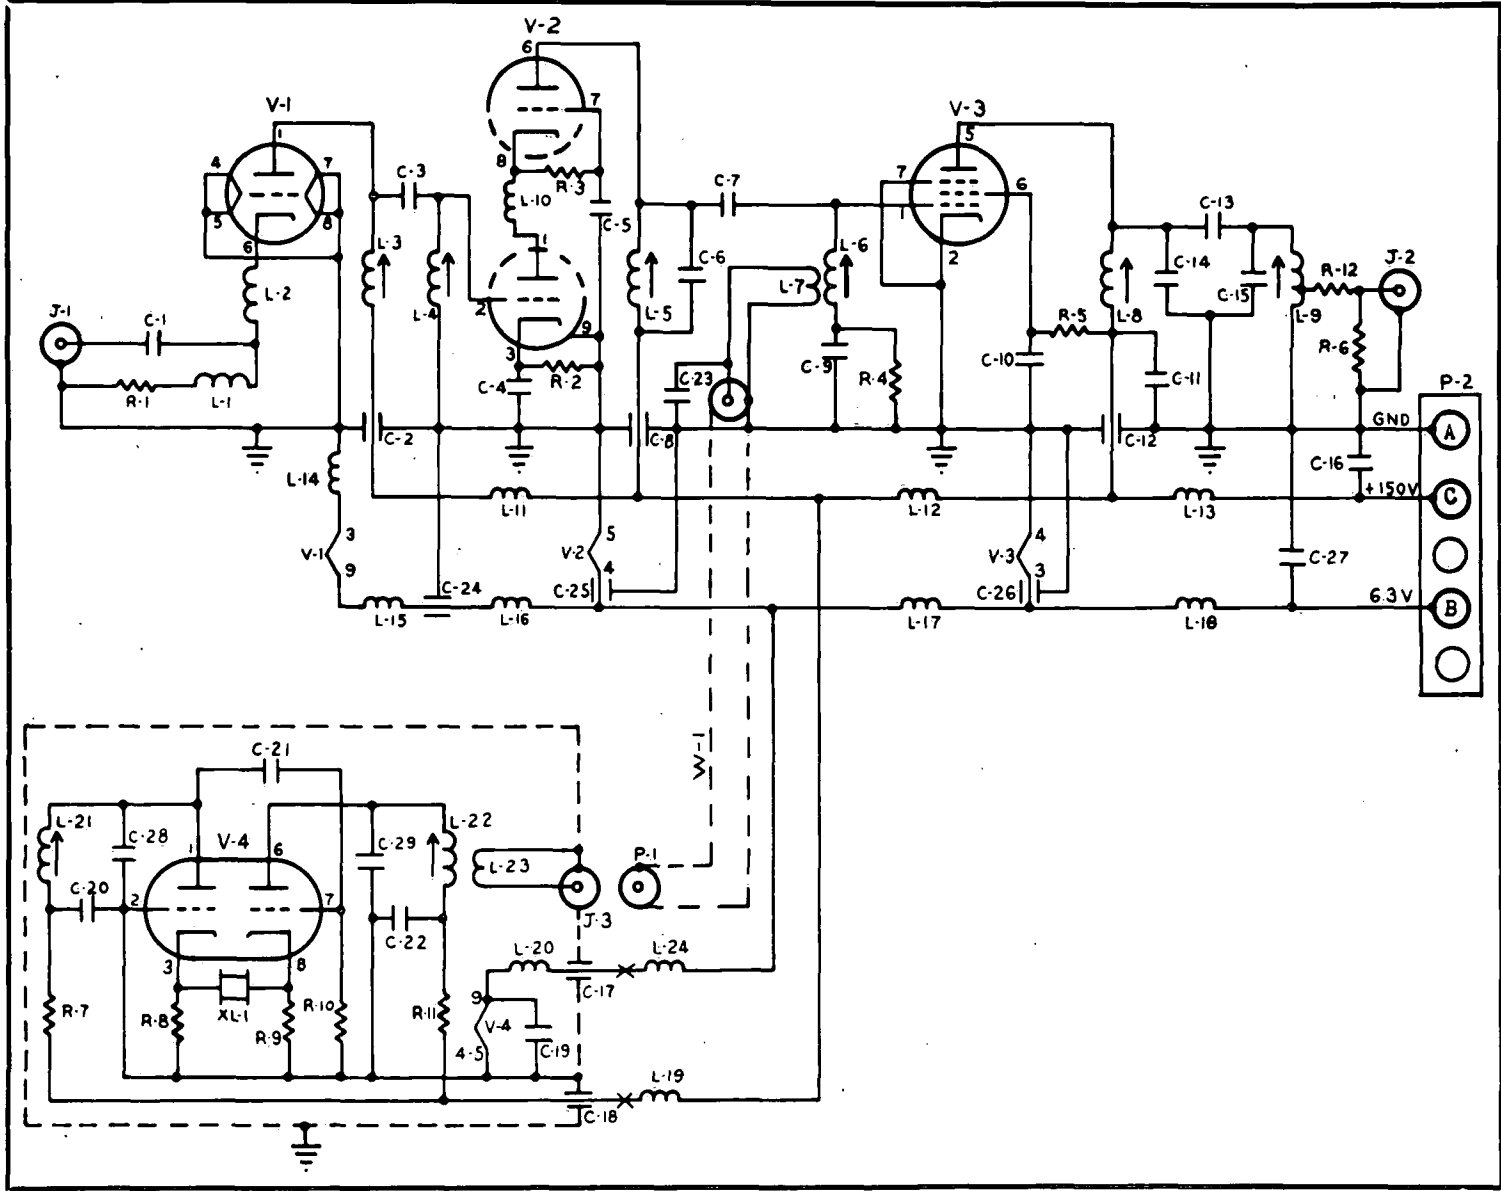 V-2
6
7
V-1
1
4
7
5
8
6
C-3
8
R-3
L-10
C-5
1
V-3
5
7
6
1
2
C-7
C-13
L-3
L-4
L-2
2
9
L-5
C-6
L-7
L-6
C-14
C-15
L-9
R-12
J-2
J-1
C-1
3
R-2
C-4
C-23
C-9
R-4
R-5
L-8
C-10
C-11
R-6
P-2
R-1
L-1
C-2
C-8
C-12
GND
A
L-14
C-16
+150V
C
L-11
L-12
L-13
3
V-1
9
5
V-2
4
4
V-3
3
C-27
C-24
C-25
C-26
6.3V
B
L-15
L-16
L-17
L-18
C-21
W-1
L-21
C-28
V-4
1
6
C-29
L-22
C-20
2
7
L-23
P-1
J-3
C-22
3
8
L-20
L-24
R-7
R-8
XL-1
R-9
R-10
R-11
9
V-4
4-5
C-19
C-17
L-19
C-18